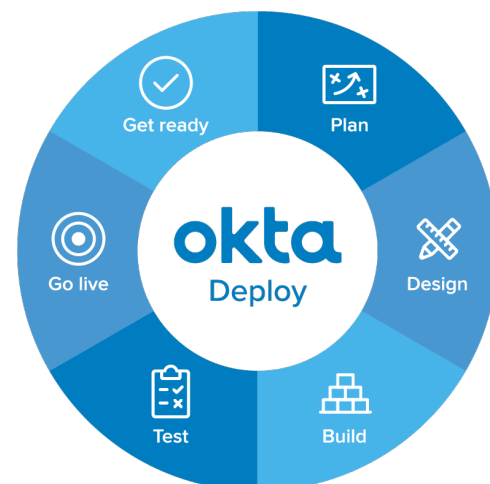 Get ready
Plan
Go live
okta
Deploy
Design
Test
Build